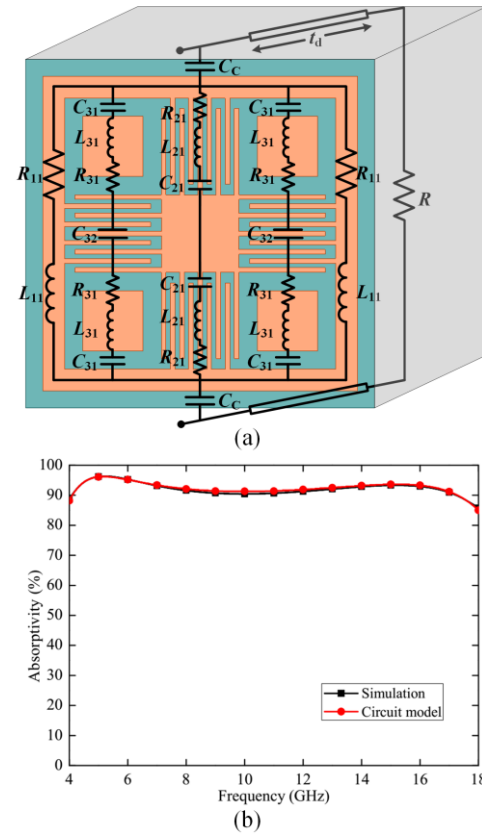 t_d
C_C
C_31 R_21 C_31
L_31 L_21 L_31
R_11 R_31 C_21 R_31 R_11 R
C_32 C_32
R_31 C_21 R_31
L_11 L_31 L_21 L_31 L_11
C_31 R_21 C_31
C_C
(a)
100
90
80
70
60
50
40
30
20
10
0
Absorptivity (%)
Simulation
Circuit model
4 6 8 10 12 14 16 18
Frequency (GHz)
(b)